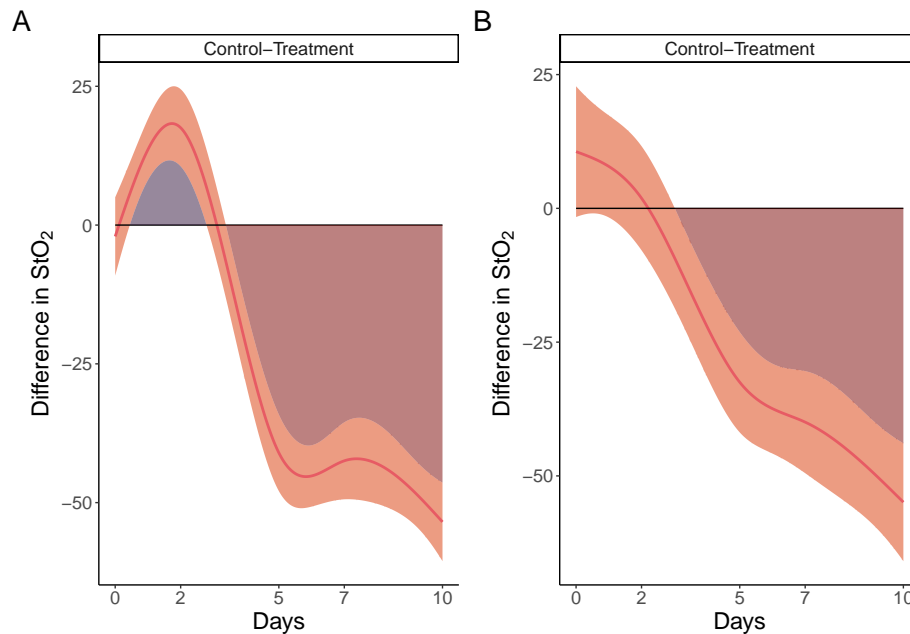 A
Control−Treatment
25
0
−25
−50
Difference in StO2
0
2
5
7
10
Days
B
Control−Treatment
25
0
−25
−50
Difference in StO2
0
2
5
7
10
Days